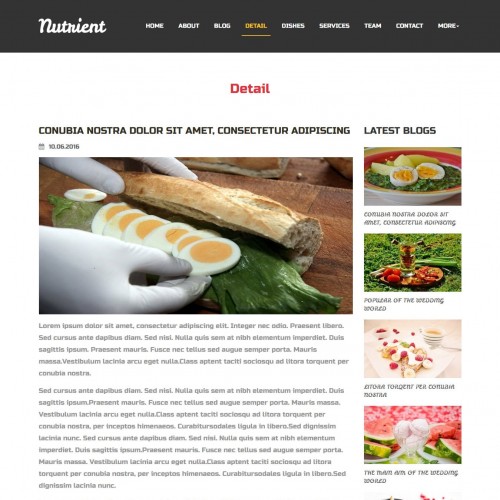 Nutrient
HOME ABOUT BLOG DETAIL DISHES SERVICES TEAM CONTACT MORE
Detail
CONUBIA NOSTRA DOLOR SIT AMET, CONSECTETUR ADIPISCING
10.06.2016
Lorem ipsum dolor sit amet, consectetur adipiscing elit. Integer nec odio. Praesent libero.
Sed cursus ante dapibus diam. Sed nisi. Nulla quis sem at nibh elementum imperdiet. Duis
sagittis ipsum. Praesent mauris. Fusce nec tellus sed augue semper porta. Mauris
massa.Vestibulum lacinia arcu eget nulla.Class aptent taciti sociosqu ad litora torquent per
conubia nostra.
Sed cursus ante dapibus diam. Sed nisi. Nulla quis sem at nibh elementum imperdiet. Duis
sagittis ipsum.Praesent mauris. Fusce nec tellus sed augue semper porta. Mauris massa.
Vestibulum lacinia arcu eget nulla.Class aptent taciti sociosqu ad litora torquent per
conubia nostra, per inceptos himenaeos. Curabitursodales ligula in libero.Sed dignissim
lacinia nunc. Sed cursus ante dapibus diam. Sed nisi. Nulla quis sem at nibh elementum
imperdiet. Duis sagittis ipsum.Praesent mauris. Fusce nec tellus sed augue semper porta.
Mauris massa. Vestibulum lacinia arcu eget nulla.Class aptent taciti sociosqu ad litora
torquent per conubia nostra, per inceptos himenaeos. Curabitursodales ligula in libero.Sed
dignissim lacinia nunc.
LATEST BLOGS
CONUBIA NOSTRA DOLOR SIT
AMET, CONSECTETUR ADIPISCING
POPULAR OF THE WEDDING
WORLD
LITORA TORQENT PER CONUBIA
NOSTRA
THE MAIN AIM OF THE WEDDING
WORLD